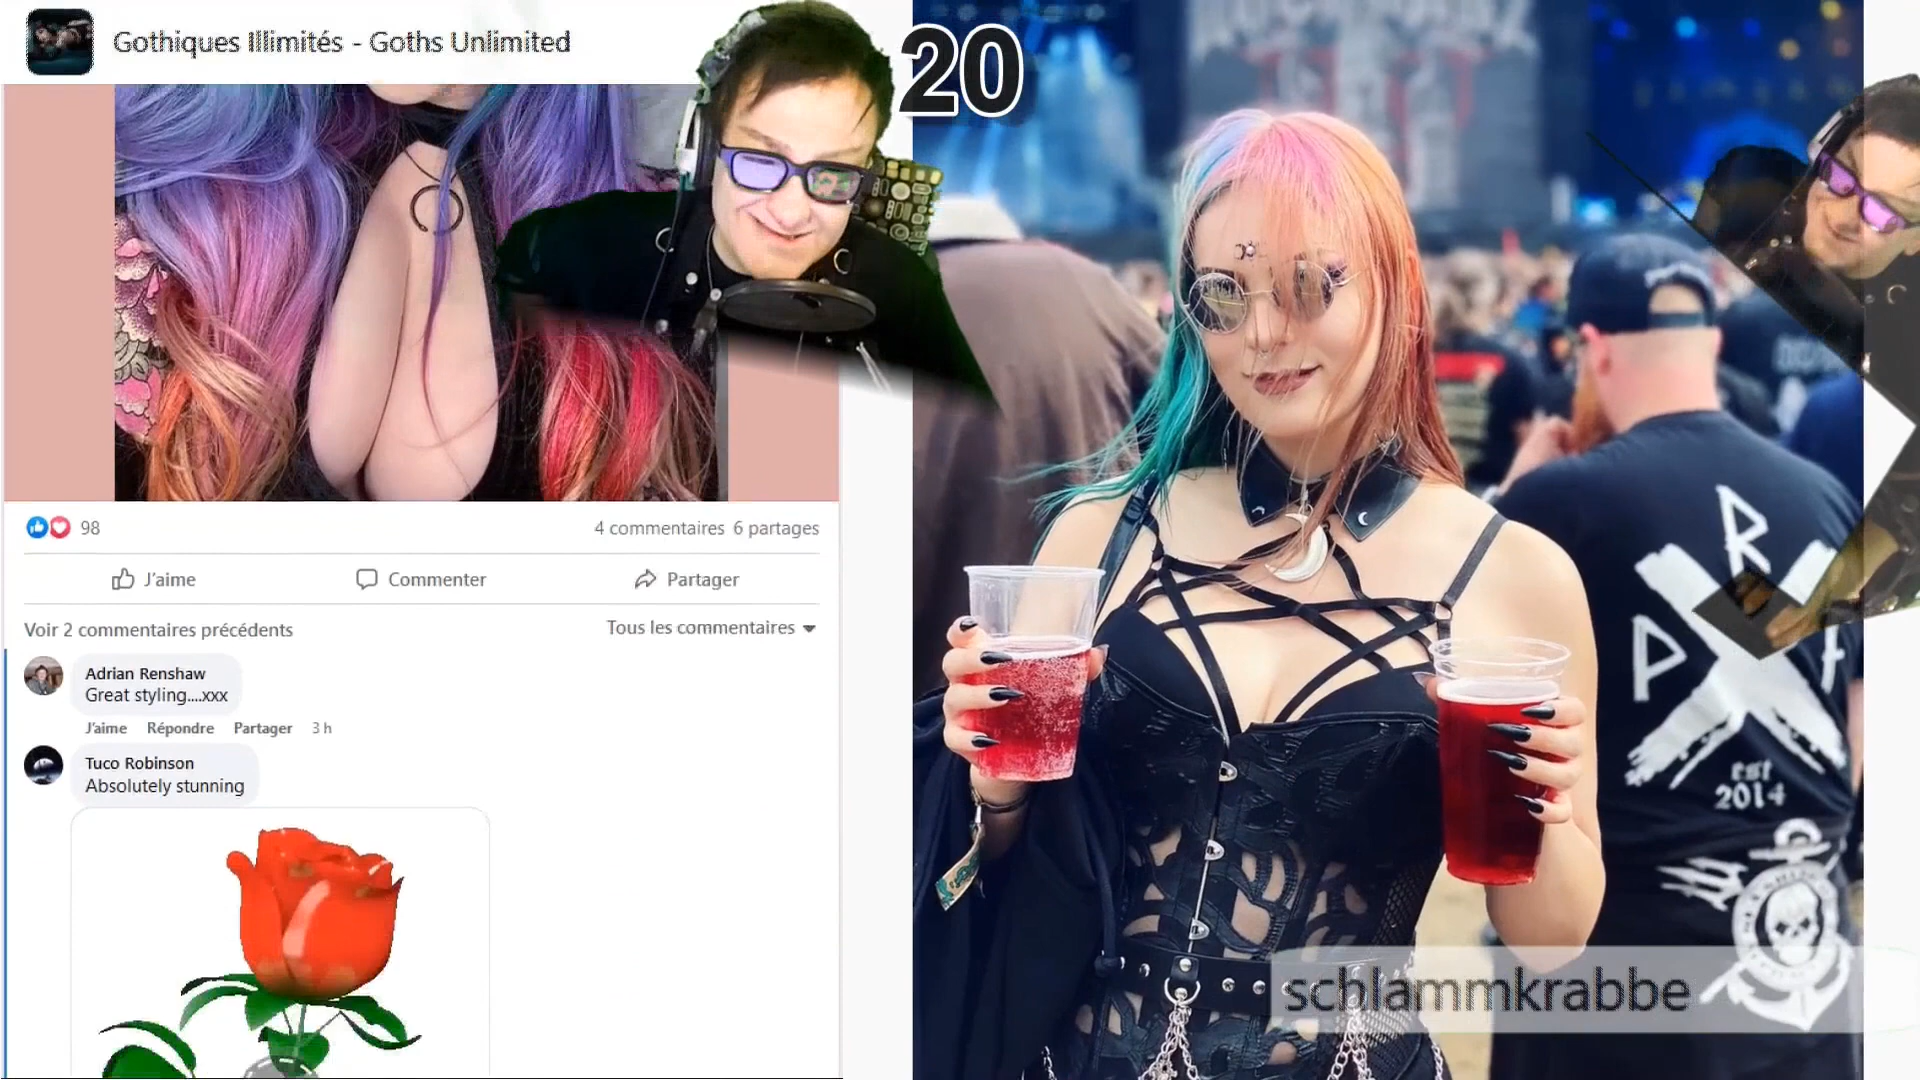 Gothiques Illimités - Goths Unlimited
20
98
4 commentaires 6 partages
J'aime
Commenter
Partager
Voir 2 commentaires précédents
Tous les commentaires
Adrian Renshaw
Great styling....xxx
J'aime Répondre Partager 3 h
Tuco Robinson
Absolutely stunning
R
P
est
2014
schlammkrabbe